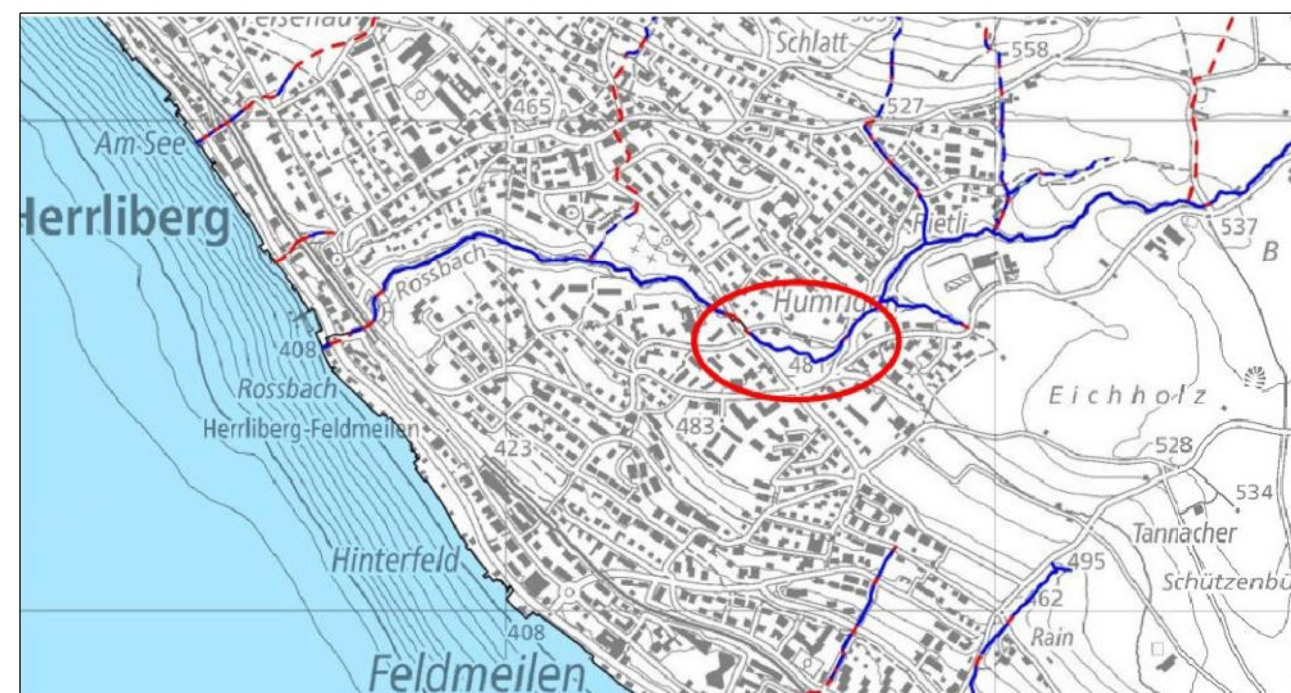 Schlatt
558
465
527
Am See
Herrliberg
Rietli
537
B
Rossbach
408
481
Eichholz
Rossbach
Herrliberg-Feldmeilen
483
423
528
534
Tannacher
Hinterfeld
495
Schützenbü
462
408
Rain
Feldmeilen